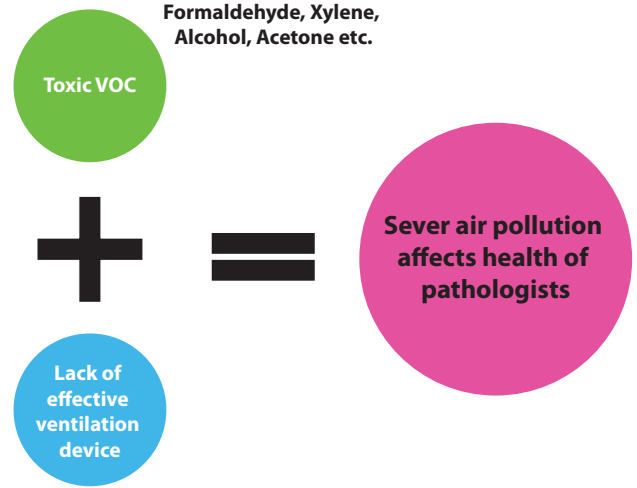 Formaldehyde, Xylene,
Alcohol, Acetone etc.
Toxic VOC
Sever air pollution
affects health of
pathologists
Lack of
effective
ventilation
device